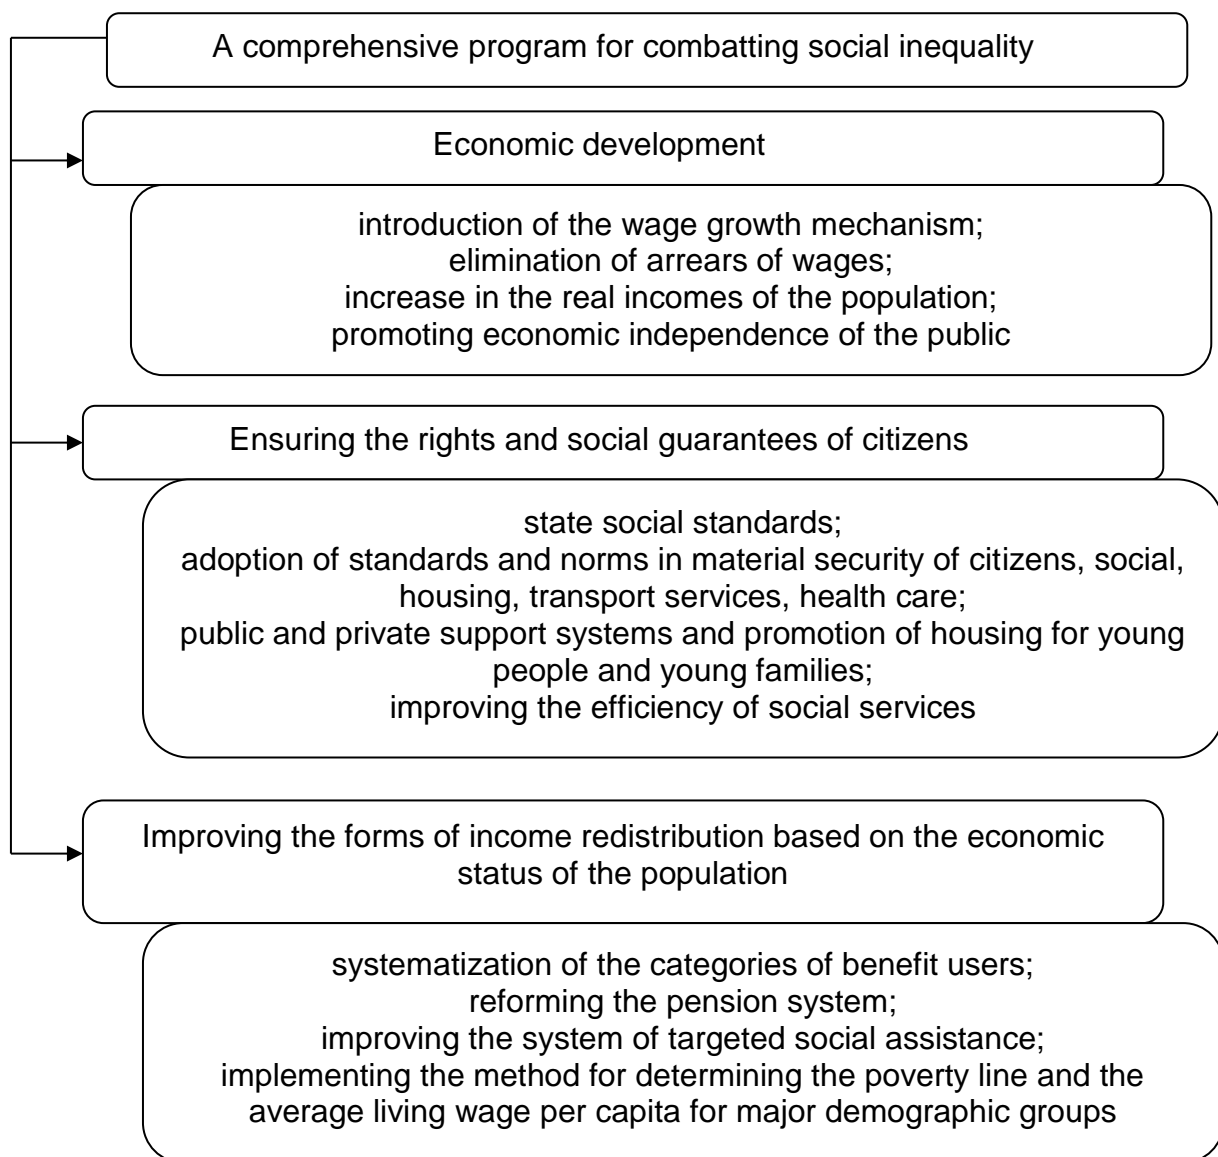 A comprehensive program for combatting social inequality
Economic development
introduction of the wage growth mechanism;
elimination of arrears of wages;
increase in the real incomes of the population;
promoting economic independence of the public
Ensuring the rights and social guarantees of citizens
state social standards;
adoption of standards and norms in material security of citizens, social,
housing, transport services, health care;
public and private support systems and promotion of housing for young
people and young families;
improving the efficiency of social services
Improving the forms of income redistribution based on the economic
status of the population
systematization of the categories of benefit users;
reforming the pension system;
improving the system of targeted social assistance;
implementing the method for determining the poverty line and the
average living wage per capita for major demographic groups